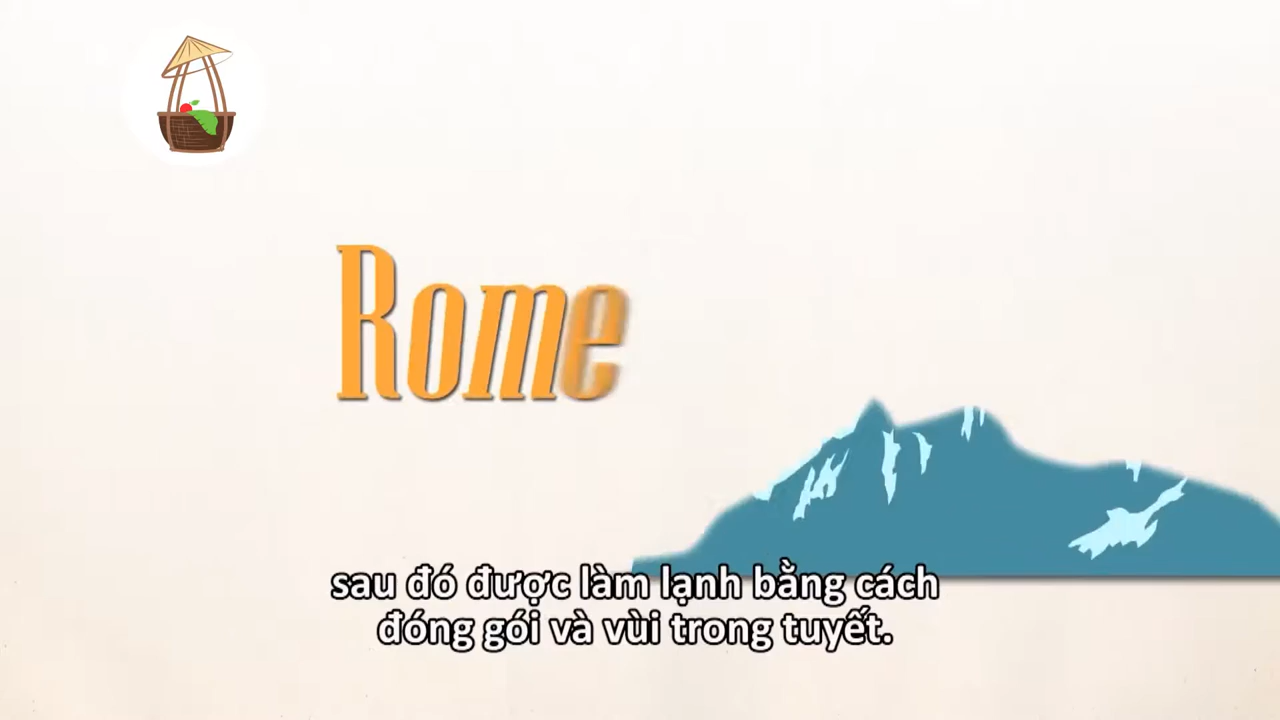 Rome
sau đó được làm lạnh bằng cách
đóng gói và vùi trong tuyết.